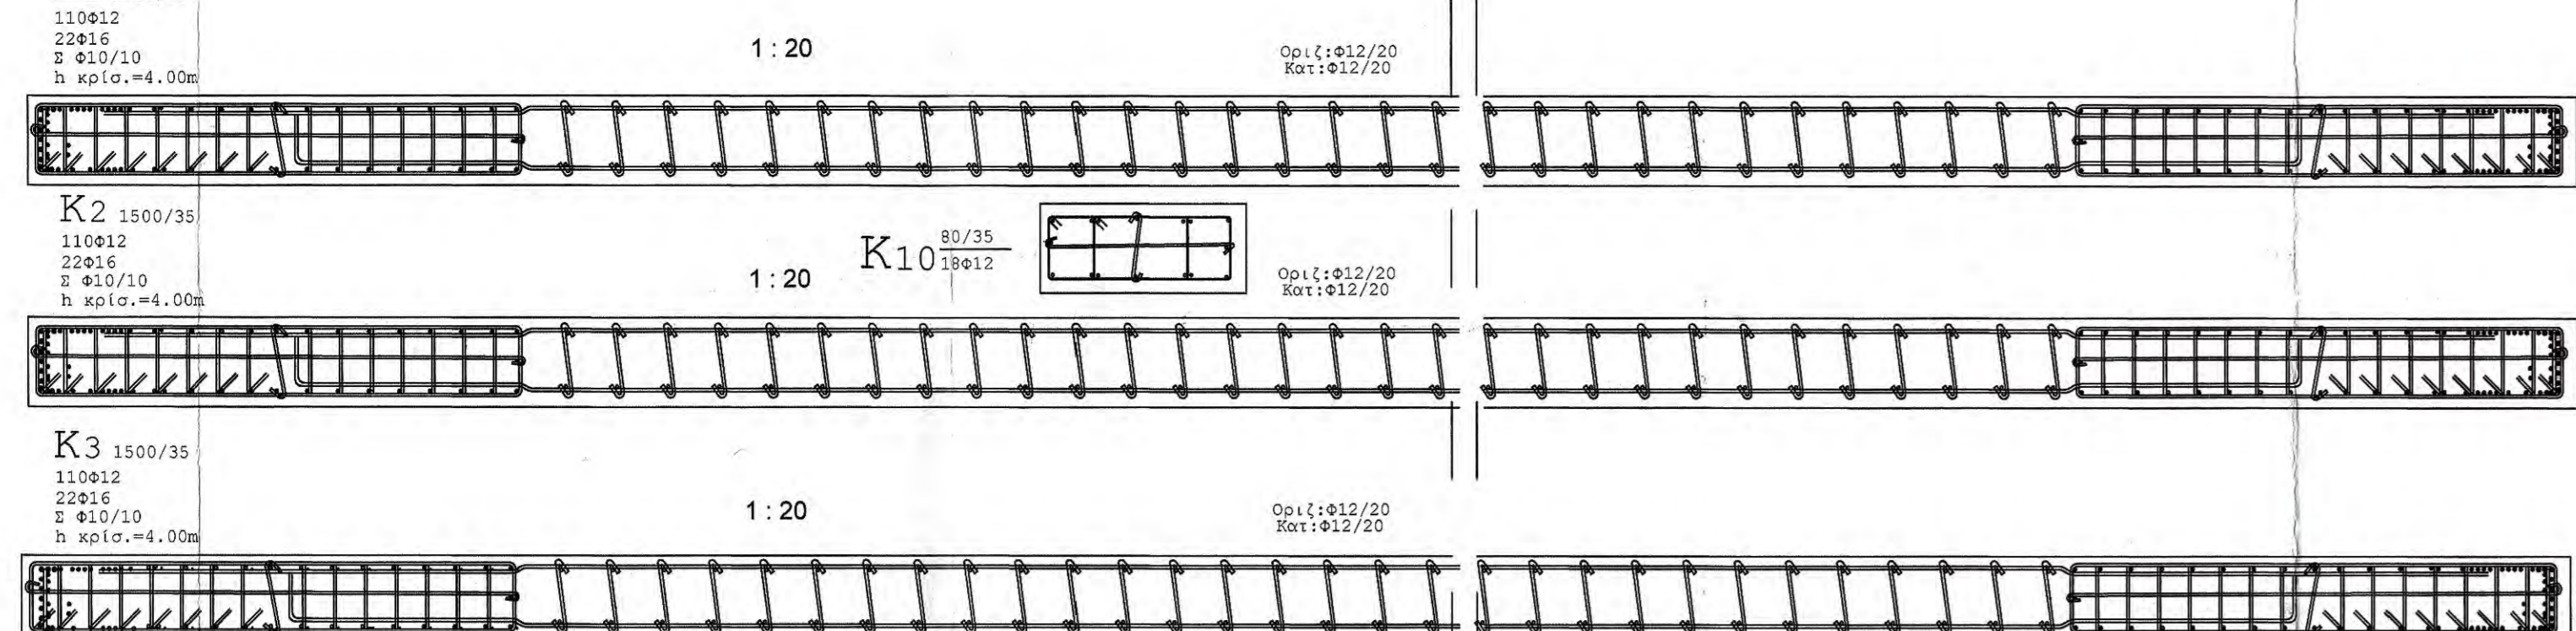 110Φ12
22Φ16
Σ Φ10/10
h κρίσ.=4.00m
1:20
Οριζ:Φ12/20
Κατ:Φ12/20
K2 1500/35
110Φ12
22Φ16
Σ Φ10/10
h κρίσ.=4.00m
1:20
K10 80/35
18Φ12
Οριζ:Φ12/20
Κατ:Φ12/20
K3 1500/35
110Φ12
22Φ16
Σ Φ10/10
h κρίσ.=4.00m
1:20
Οριζ:Φ12/20
Κατ:Φ12/20